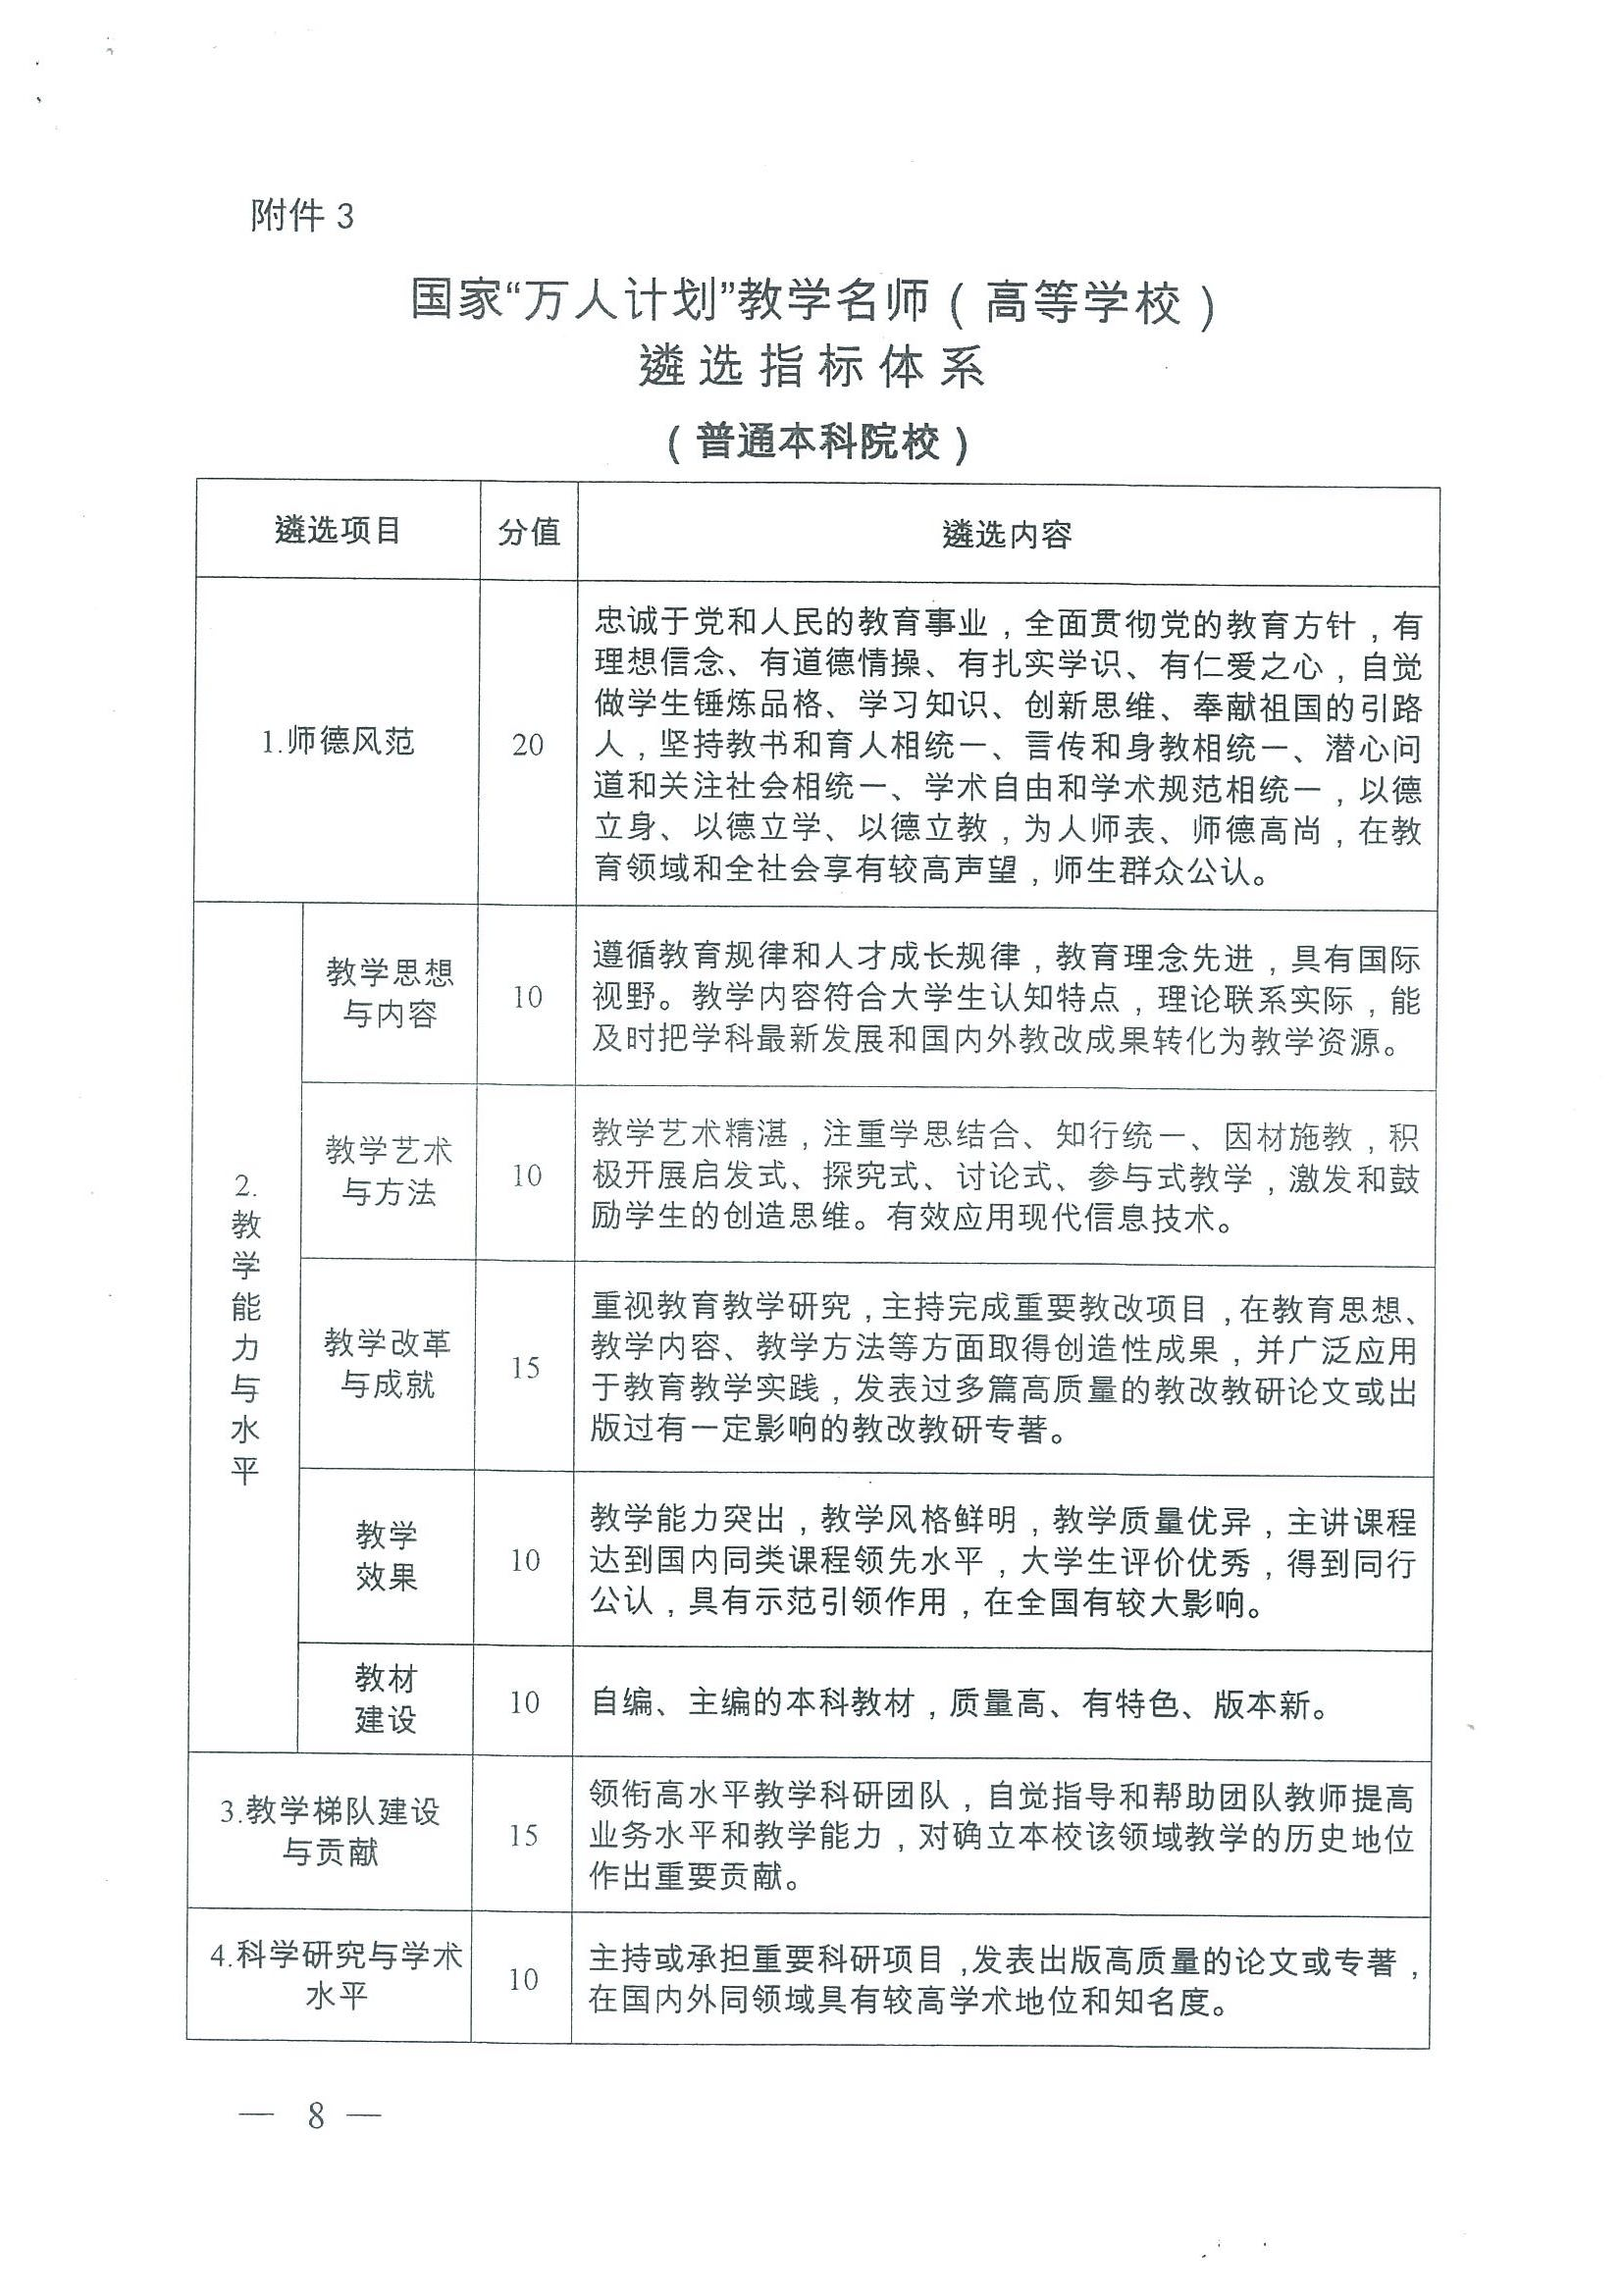 附件 3
国家“万人计划”教学名师（高等学校）
遴选指标体系
（普通本科院校）
遴选项目
分值
遴选内容
1.师德风范
20
忠诚于党和人民的教育事业，全面贯彻党的教育方针，有
理想信念、有道德情操、有扎实学识、有仁爱之心，自觉
做学生锤炼品格、学习知识、创新思维、奉献祖国的引路
人，坚持教书和育人相统一、言传和身教相统一、潜心问
道和关注社会相统一、学术自由和学术规范相统一，以德
立身、以德立学、以德立教，为人师表、师德高尚，在教
育领域和全社会享有较高声望，师生群众公认。
2.
教
学
能
力
与
水
平
教学思想
与内容
10
遵循教育规律和人才成长规律，教育理念先进，具有国际
视野。教学内容符合大学生认知特点，理论联系实际，能
及时把学科最新发展和国内外教改成果转化为教学资源。
教学艺术
与方法
10
教学艺术精湛，注重学思结合、知行统一、因材施教，积
极开展启发式、探究式、讨论式、参与式教学，激发和鼓
励学生的创造思维。有效应用现代信息技术。
教学改革
与成就
15
重视教育教学研究，主持完成重要教改项目，在教育思想、
教学内容、教学方法等方面取得创造性成果，并广泛应用
于教育教学实践，发表过多篇高质量的教改教研论文或出
版过有一定影响的教改教研专著。
教学
效果
10
教学能力突出，教学风格鲜明，教学质量优异，主讲课程
达到国内同类课程领先水平，大学生评价优秀，得到同行
公认，具有示范引领作用，在全国有较大影响。
教材
建设
10
自编、主编的本科教材，质量高、有特色、版本新。
3.教学梯队建设
与贡献
15
领衔高水平教学科研团队，自觉指导和帮助团队教师提高
业务水平和教学能力，对确立本校该领域教学的历史地位
作出重要贡献。
4.科学研究与学术
水平
10
主持或承担重要科研项目，发表出版高质量的论文或专著，
在国内外同领域具有较高学术地位和知名度。
— 8 —